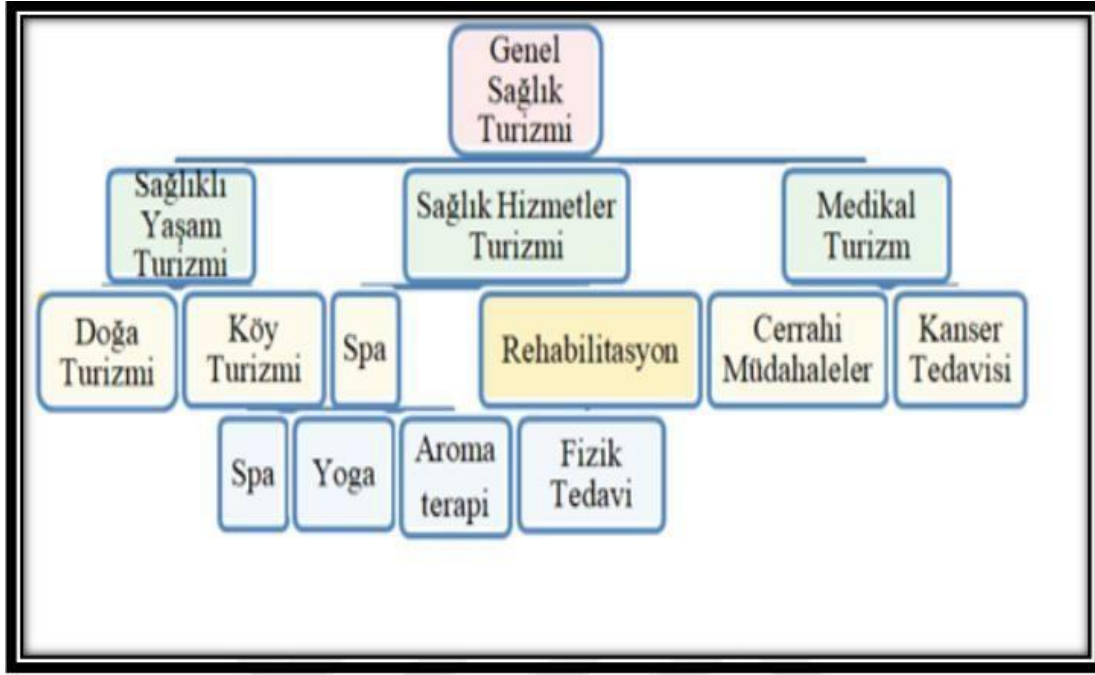 Genel
Sağlık
Turizmi
Sağlıklı
Yaşam
Turizmi
Sağlık Hizmetler
Turizmi
Medikal
Turizm
Doğa
Turizmi
Köy
Turizmi
Spa
Rehabilitasyon
Cerrahi
Müdahaleler
Kanser
Tedavisi
Spa
Yoga
Aroma
terapi
Fizik
Tedavi